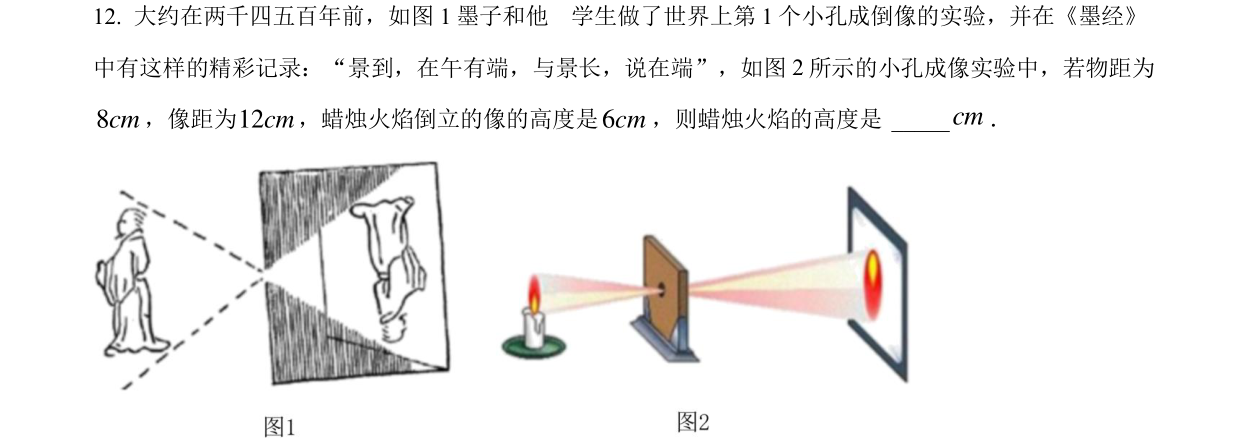 12. 大约在两千四五百年前，如图 1 墨子和他 学生做了世界上第 1 个小孔成倒像的实验，并在《墨经》
中有这样的精彩记录：“景到，在午有端，与景长，说在端”，如图 2 所示的小孔成像实验中，若物距为
8cm，像距为12cm，蜡烛火焰倒立的像的高度是6cm，则蜡烛火焰的高度是 _____cm．
图1
图2